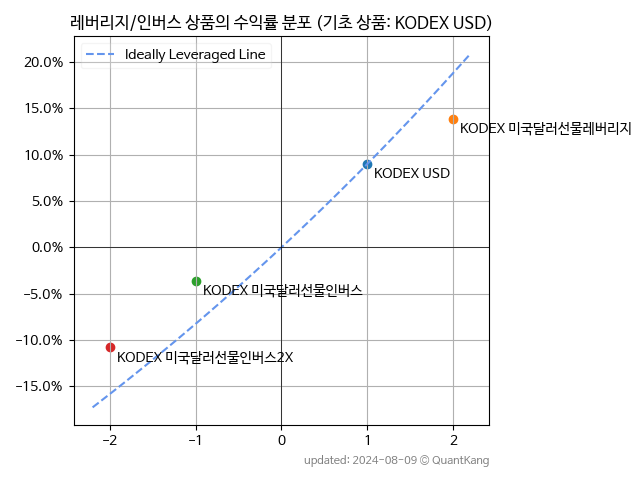 레버리지/인버스 상품의 수익률 분포 (기초 상품: KODEX USD)
Ideally Leveraged Line
20.0%
15.0%
10.0%
5.0%
0.0%
−5.0%
−10.0%
−15.0%
KODEX 미국달러선물레버리지
KODEX USD
KODEX 미국달러선물인버스
KODEX 미국달러선물인버스2X
−2 −1 0 1 2
updated: 2024-08-09 © QuantKang